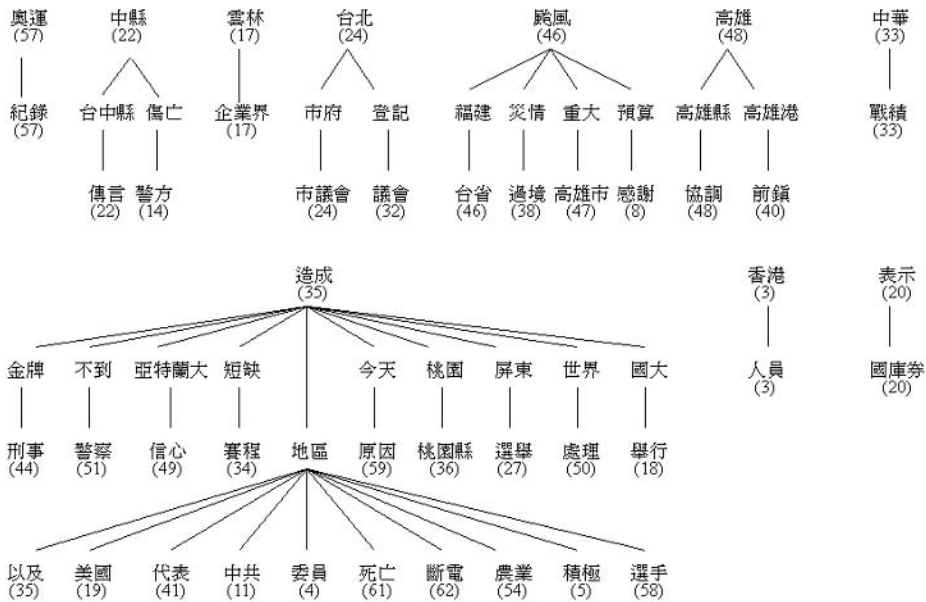 奧運 中縣 雲林 台北 颱風 高雄 中華
(57) (22) (17) (24) (46) (48) (33)
紀錄 台中縣 傷亡 企業界 市府 登記 福建 災情 重大 預算 高雄縣 高雄港 戰績
(57) (17) (33)
傳言 警方 市議會 議會 台省 過境 高雄市 感謝 協調 前鎮
(22) (14) (24) (32) (46) (38) (47) (8) (48) (40)
造成 香港 表示
(35) (3) (20)
金牌 不到 亞特蘭大 短缺 今天 桃園 屏東 世界 國大 人員 國庫券
(3) (20)
刑事 警察 信心 賽程 地區 原因 桃園縣 選舉 處理 舉行
(44) (51) (49) (34) (59) (36) (27) (50) (18)
以及 美國 代表 中共 委員 死亡 斷電 農業 積極 選手
(35) (19) (41) (11) (4) (61) (62) (54) (5) (58)